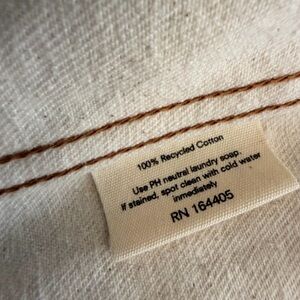 100% Recycled Cotton
Use PH neutral laundry soap.
If stained, spot clean with cold water
immediately
RN 164405